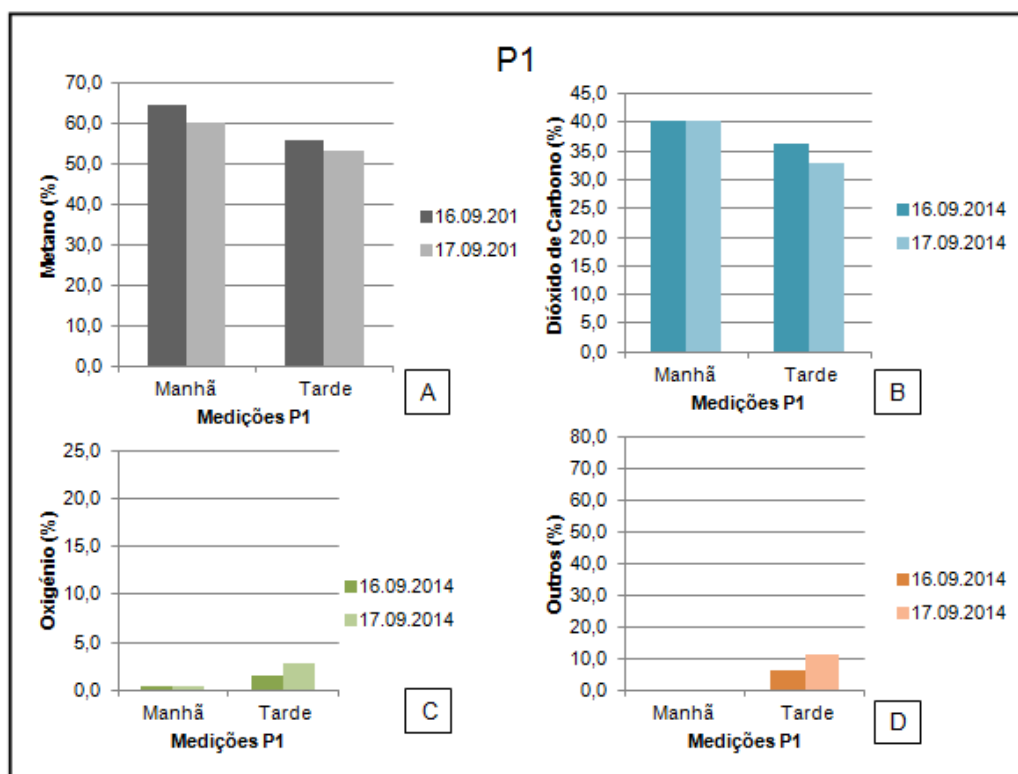 P1
70,0
60,0
50,0
40,0
30,0
20,0
10,0
0,0
Metano (%)
Manhã Tarde
Medições P1
16.09.201
17.09.201
A
45,0
40,0
35,0
30,0
25,0
20,0
15,0
10,0
5,0
0,0
Dióxido de Carbono (%)
Manhã Tarde
Medições P1
16.09.2014
17.09.2014
B
25,0
20,0
15,0
10,0
5,0
0,0
Oxigénio (%)
Manhã Tarde
Medições P1
16.09.2014
17.09.2014
C
80,0
70,0
60,0
50,0
40,0
30,0
20,0
10,0
0,0
Outros (%)
Manhã Tarde
Medições P1
16.09.2014
17.09.2014
D